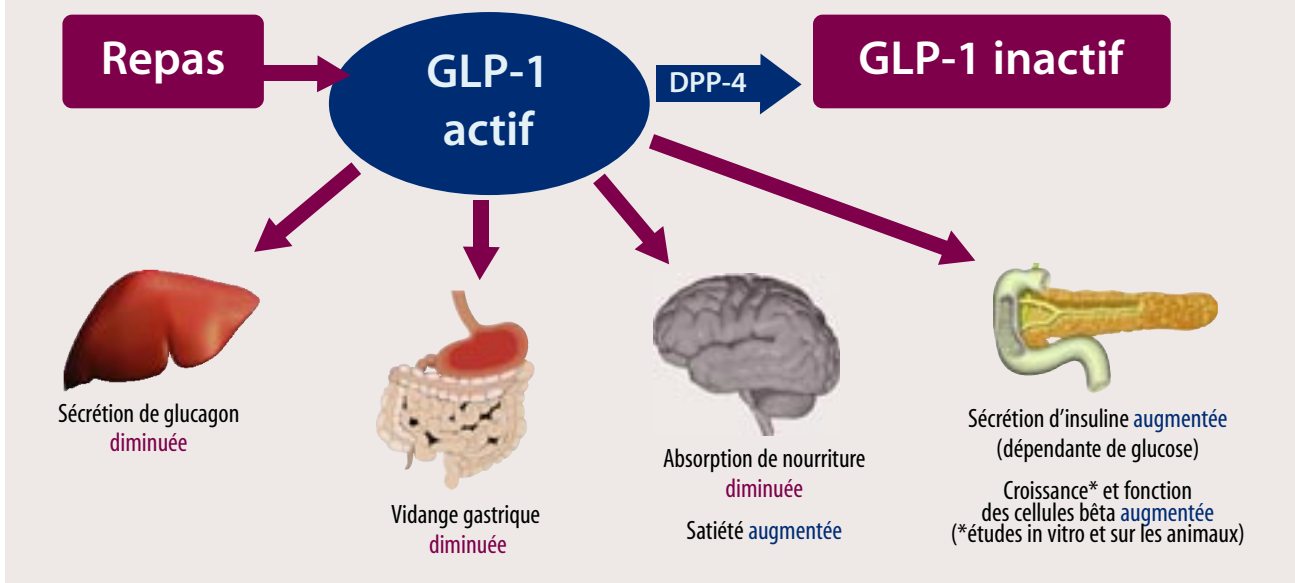 Repas
GLP-1
actif
DPP-4
GLP-1 inactif
Sécrétion de glucagon
diminuée
Vidange gastrique
diminuée
Absorption de nourriture
diminuée
Satiété augmentée
Sécrétion d'insuline augmentée
(dépendante de glucose)
Croissance* et fonction
des cellules bêta augmentée
(*études in vitro et sur les animaux)